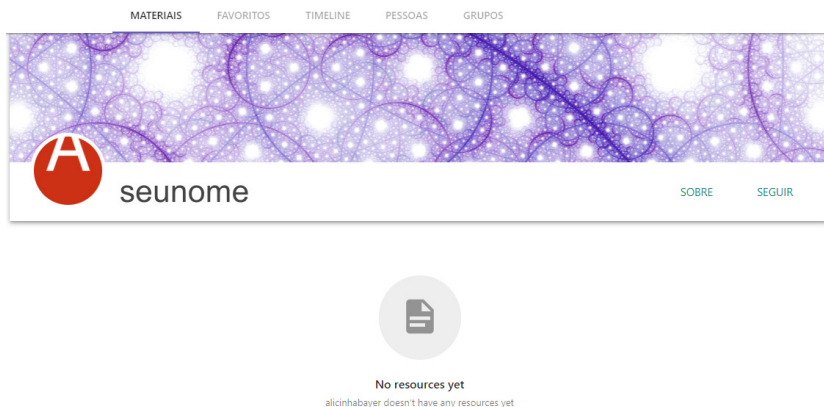 MATERIAIS FAVORITOS TIMELINE PESSOAS GRUPOS
A
seunome SOBRE SEGUIR
No resources yet
alicinhabayer doesn't have any resources yet